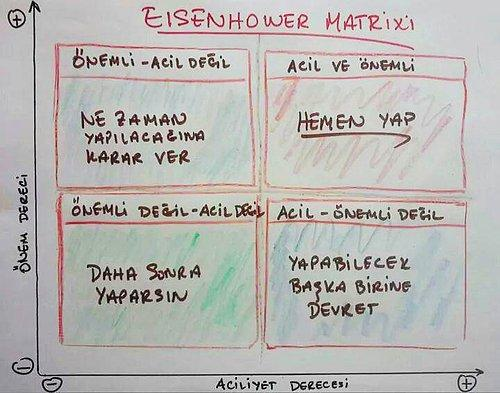 EISENHOWER MATRIXI
ÖNEMLİ - ACİL DEĞİL
NE ZAMAN
YAPILACAĞINA
KARAR VER
ACİL VE ÖNEMLİ
HEMEN YAP
ÖNEMLİ DEĞİL - ACİL DEĞİL
DAHA SONRA
YAPARSIN
ACİL - ÖNEMLİ DEĞİL
YAPABİLECEK
BAŞKA BİRİNE
DEVRET
ÖNEM DERECİ
ACİLİYET DERECESİ
+
-
-
+